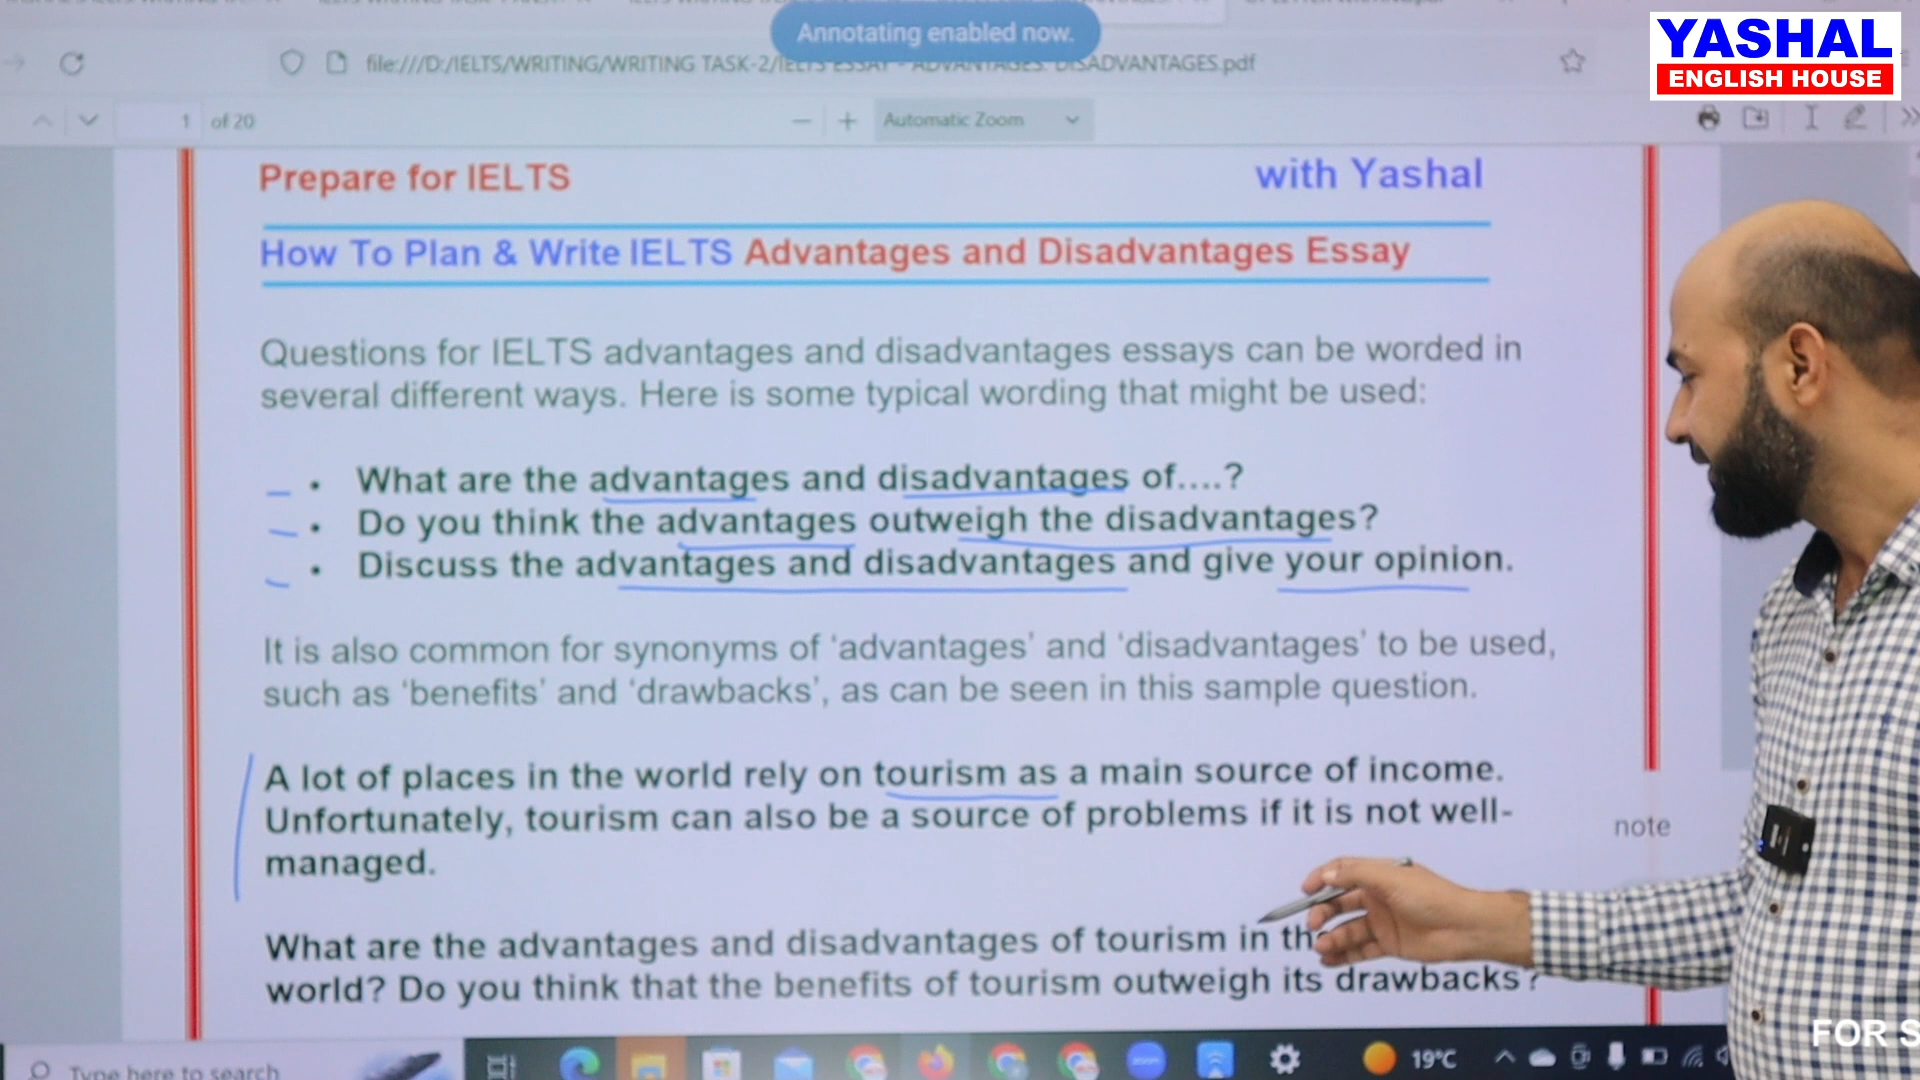 Annotating enabled now.
YASHAL
ENGLISH HOUSE
file:///D:/IELTS/WRITING/WRITING TASK-2/IELTS ESSAY - ADVANTAGES. DISADVANTAGES.pdf
1 of 20
Automatic Zoom
Prepare for IELTS with Yashal
How To Plan & Write IELTS Advantages and Disadvantages Essay
Questions for IELTS advantages and disadvantages essays can be worded in
several different ways. Here is some typical wording that might be used:
• What are the advantages and disadvantages of....?
• Do you think the advantages outweigh the disadvantages?
• Discuss the advantages and disadvantages and give your opinion.
It is also common for synonyms of ‘advantages’ and ‘disadvantages’ to be used,
such as ‘benefits’ and ‘drawbacks’, as can be seen in this sample question.
A lot of places in the world rely on tourism as a main source of income.
Unfortunately, tourism can also be a source of problems if it is not well-
managed.
note
What are the advantages and disadvantages of tourism in th
world? Do you think that the benefits of tourism outweigh its drawbacks?
FOR S
Type here to search
zoom
19°C